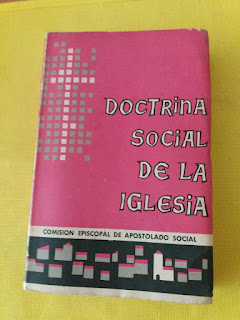 DOCTRINA
SOCIAL
DE LA
IGLESIA
COMISION EPISCOPAL DE APOSTOLADO SOCIAL